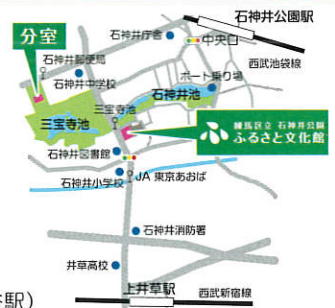 石神井公園駅
分室
石神井庁舎
中央口
石神井郵便局
西武池袋線
石神井中学校
ボート乗り場
石神井池
三宝寺池
三宝寺池
練馬区立 石神井公園
ふるさと文化館
石神井図書館
石神井小学校
JA 東京あおば
石神井消防署
井草高校
上井草駅
西武新宿線
駅)